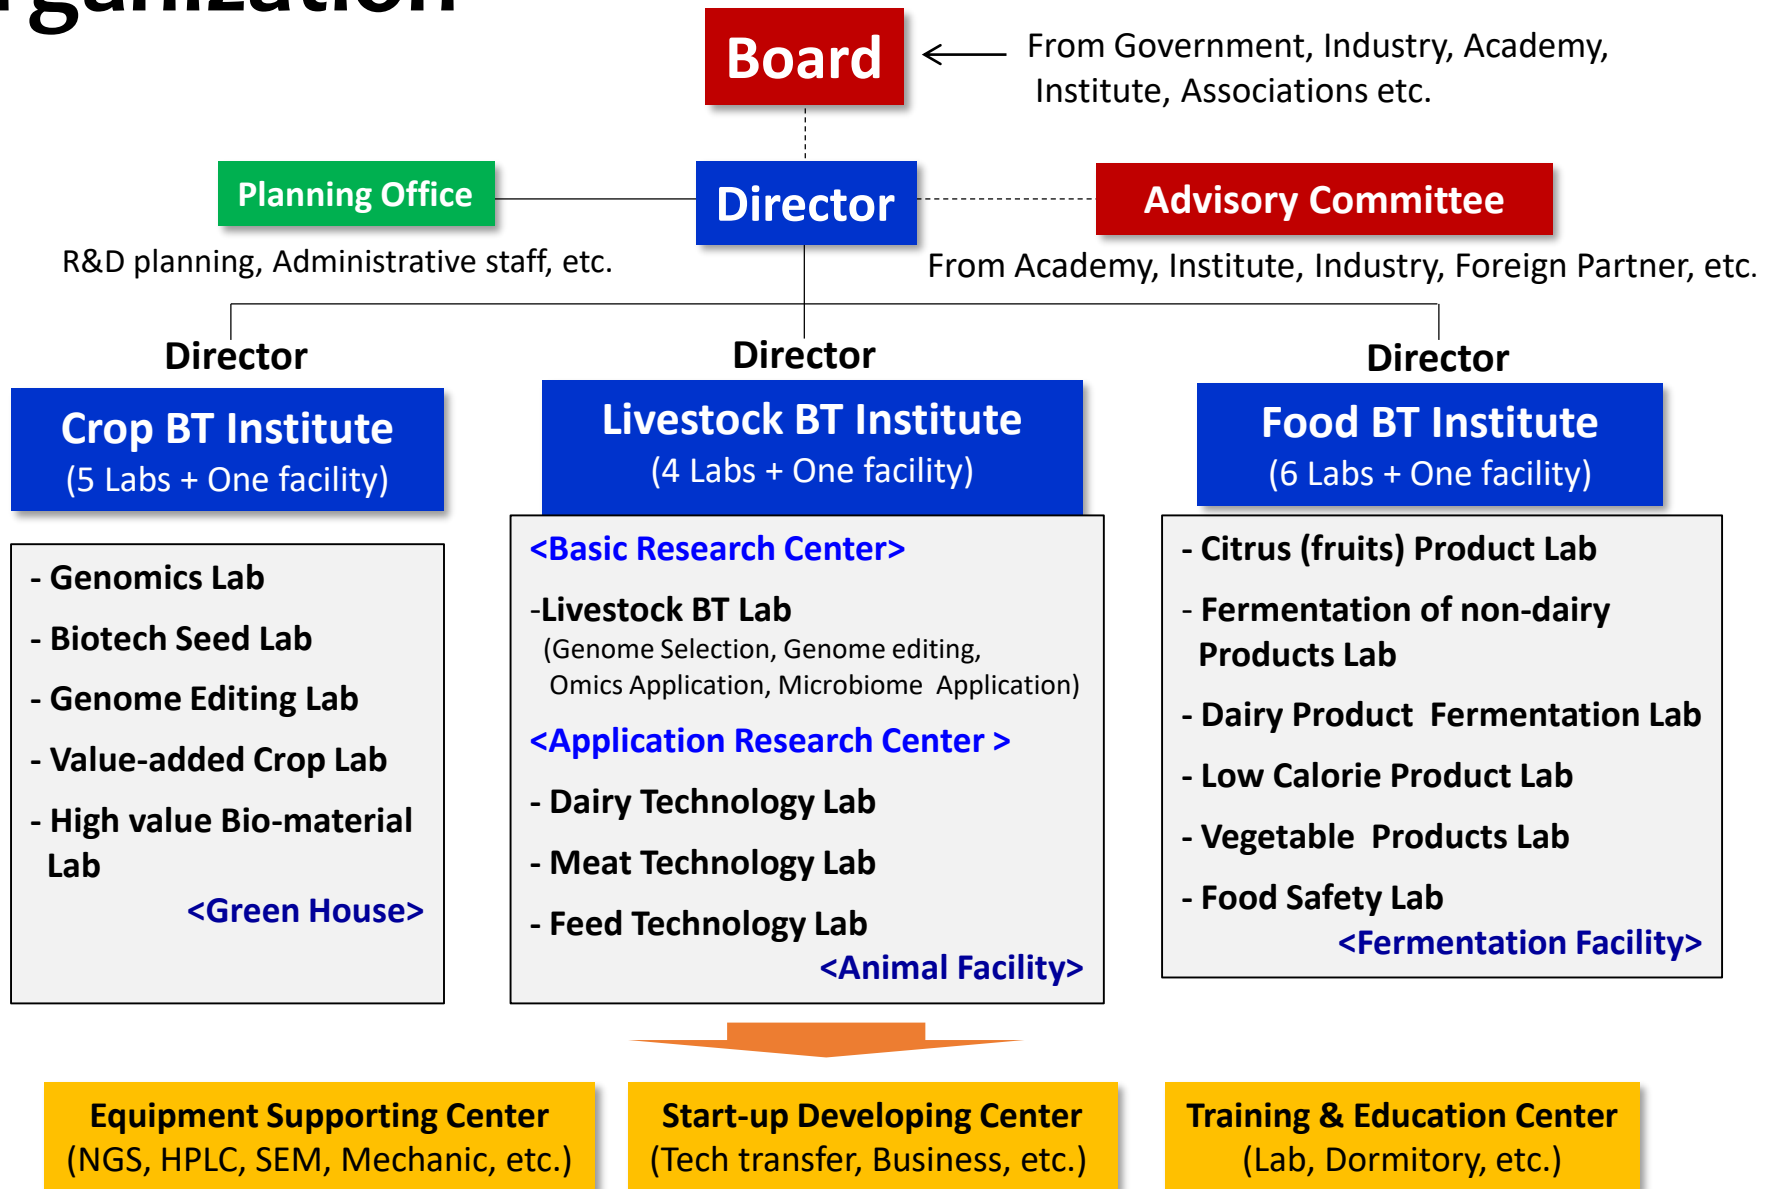 rganization
Board
From Government, Industry, Academy,
Institute, Associations etc.
Planning Office
Director
Advisory Committee
R&D planning, Administrative staff, etc.
From Academy, Institute, Industry, Foreign Partner, etc.
Director
Director
Director
Crop BT Institute
(5 Labs + One facility)
Livestock BT Institute
(4 Labs + One facility)
Food BT Institute
(6 Labs + One facility)
- Genomics Lab
- Biotech Seed Lab
- Genome Editing Lab
- Value-added Crop Lab
- High value Bio-material
Lab
<Green House>
<Basic Research Center>
-Livestock BT Lab
(Genome Selection, Genome editing,
Omics Application, Microbiome Application)
<Application Research Center >
- Dairy Technology Lab
- Meat Technology Lab
- Feed Technology Lab
<Animal Facility>
- Citrus (fruits) Product Lab
- Fermentation of non-dairy
Products Lab
- Dairy Product Fermentation Lab
- Low Calorie Product Lab
- Vegetable Products Lab
- Food Safety Lab
<Fermentation Facility>
Equipment Supporting Center
(NGS, HPLC, SEM, Mechanic, etc.)
Start-up Developing Center
(Tech transfer, Business, etc.)
Training & Education Center
(Lab, Dormitory, etc.)